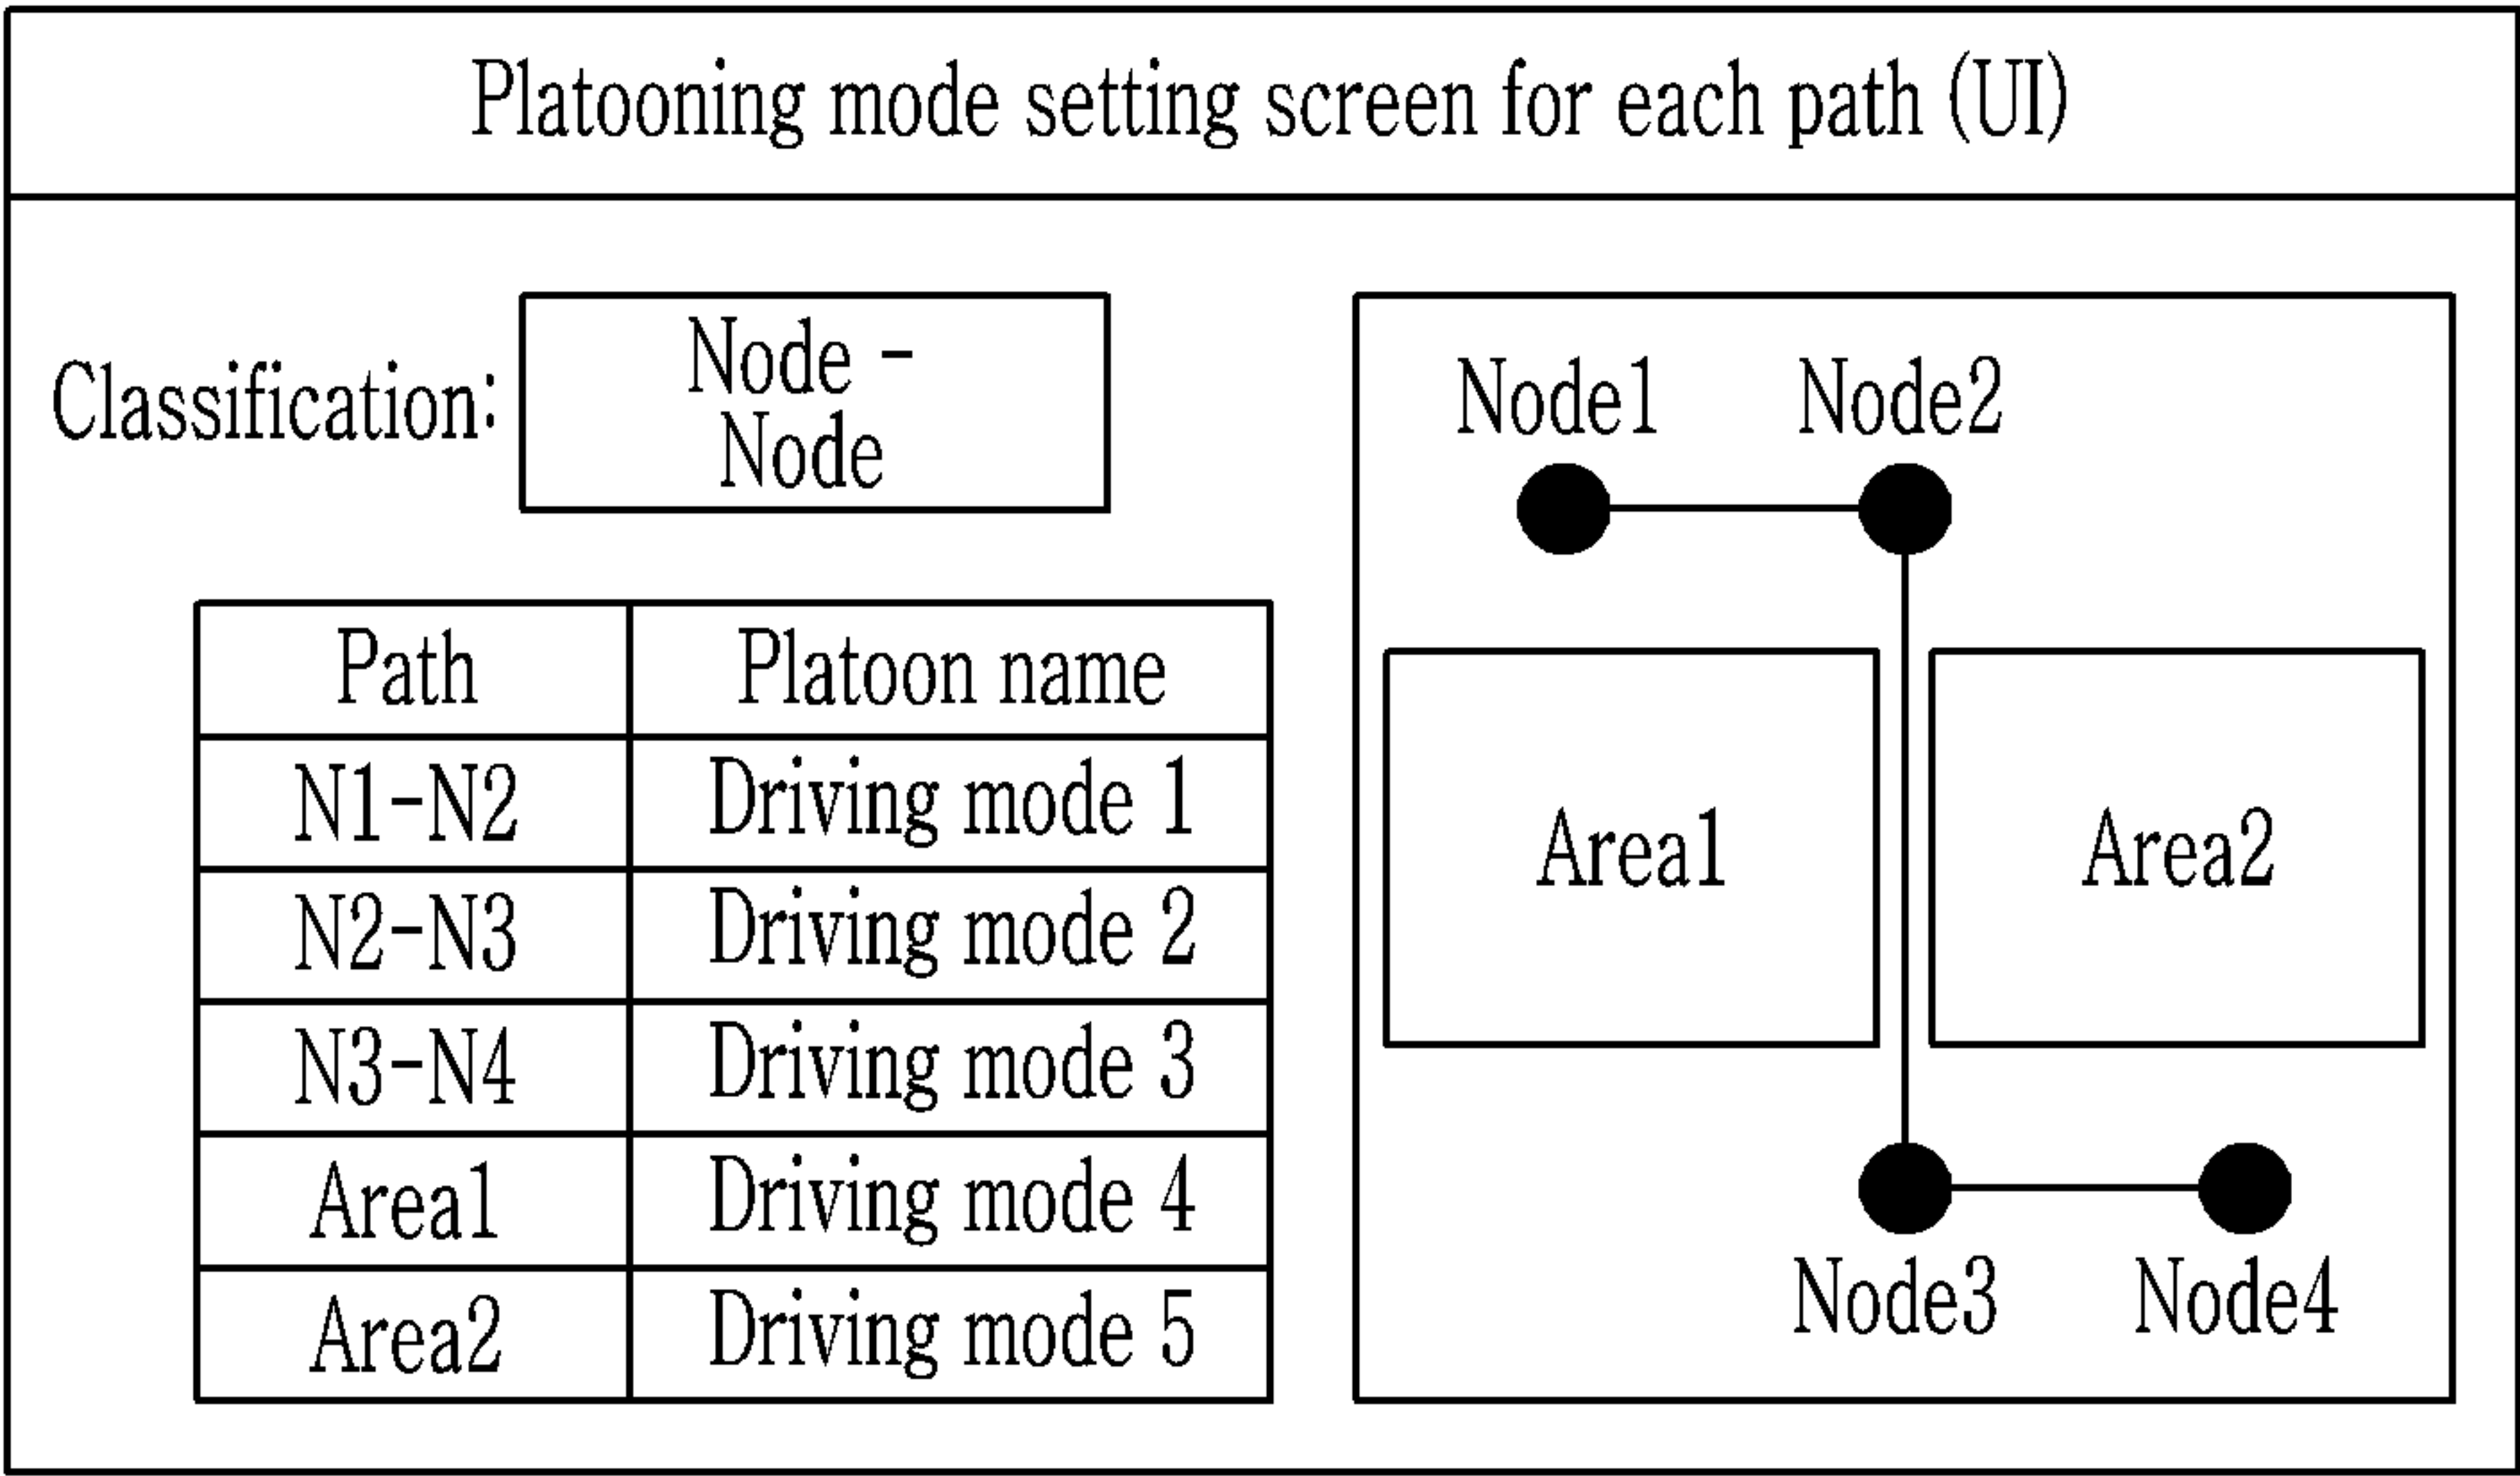 Platooning mode setting screen for each path (UI)
Classification:
Node -
Node
Path Platoon name
N1-N2 Driving mode 1
N2-N3 Driving mode 2
N3-N4 Driving mode 3
Area1 Driving mode 4
Area2 Driving mode 5
Node1 Node2
Area1 Area2
Node3 Node4